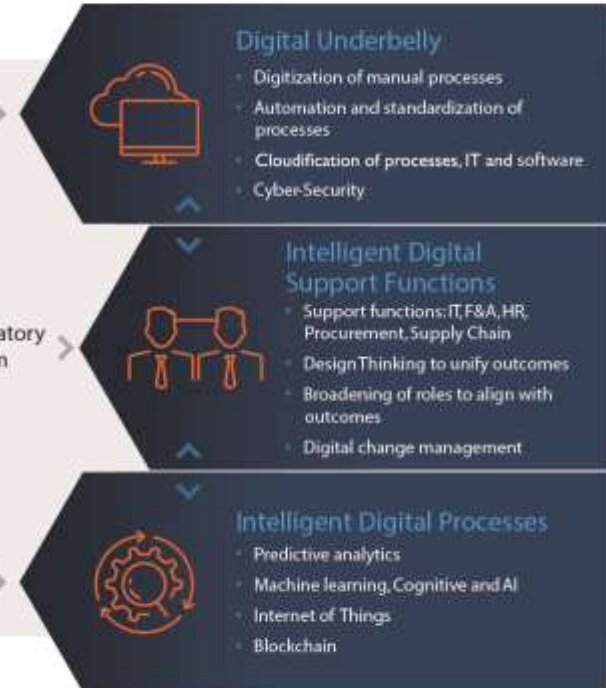 Digital Underbelly
Digitization of manual processes
Automation and standardization of
processes
Cloudification of processes, IT and software
Cyber-Security
Intelligent Digital
Support Functions
Support functions: IT, F&A, HR,
Procurement, Supply Chain
Design Thinking to unify outcomes
Broadening of roles to align with
outcomes
Digital change management
Intelligent Digital Processes
Predictive analytics
Machine learning, Cognitive and AI
Internet of Things
Blockchain